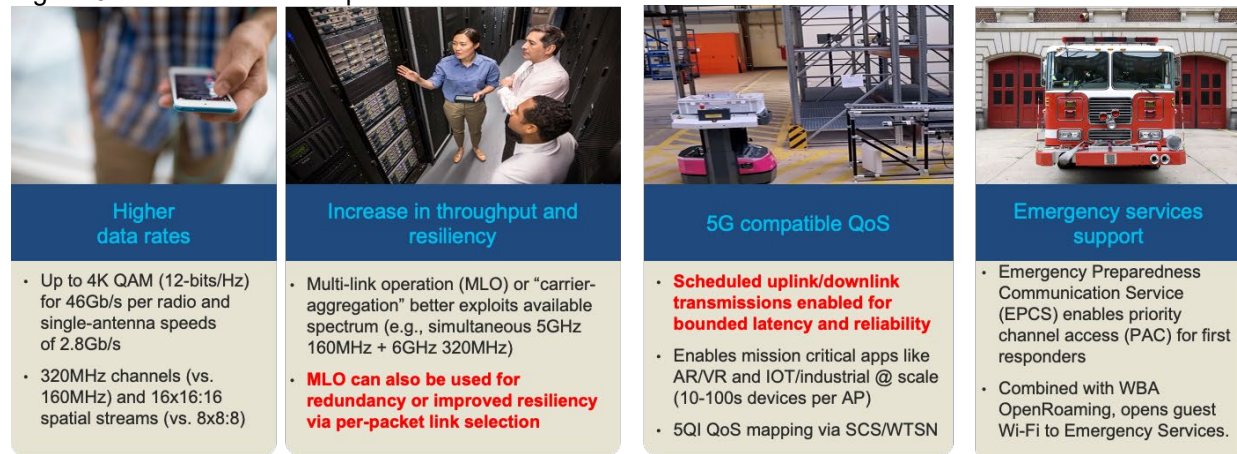 Higher
data rates
• Up to 4K QAM (12-bits/Hz)
for 46Gb/s per radio and
single-antenna speeds
of 2.8Gb/s
• 320MHz channels (vs.
160MHz) and 16x16:16
spatial streams (vs. 8x8:8)
Increase in throughput and
resiliency
• Multi-link operation (MLO) or “carrier-
aggregation” better exploits available
spectrum (e.g., simultaneous 5GHz
160MHz + 6GHz 320MHz)
• MLO can also be used for
redundancy or improved resiliency
via per-packet link selection
5G compatible QoS
• Scheduled uplink/downlink
transmissions enabled for
bounded latency and reliability
• Enables mission critical apps like
AR/VR and IOT/industrial @ scale
(10-100s devices per AP)
• 5QI QoS mapping via SCS/WTSN
Emergency services
support
• Emergency Preparedness
Communication Service
(EPCS) enables priority
channel access (PAC) for first
responders
• Combined with WBA
OpenRoaming, opens guest
Wi-Fi to Emergency Services.